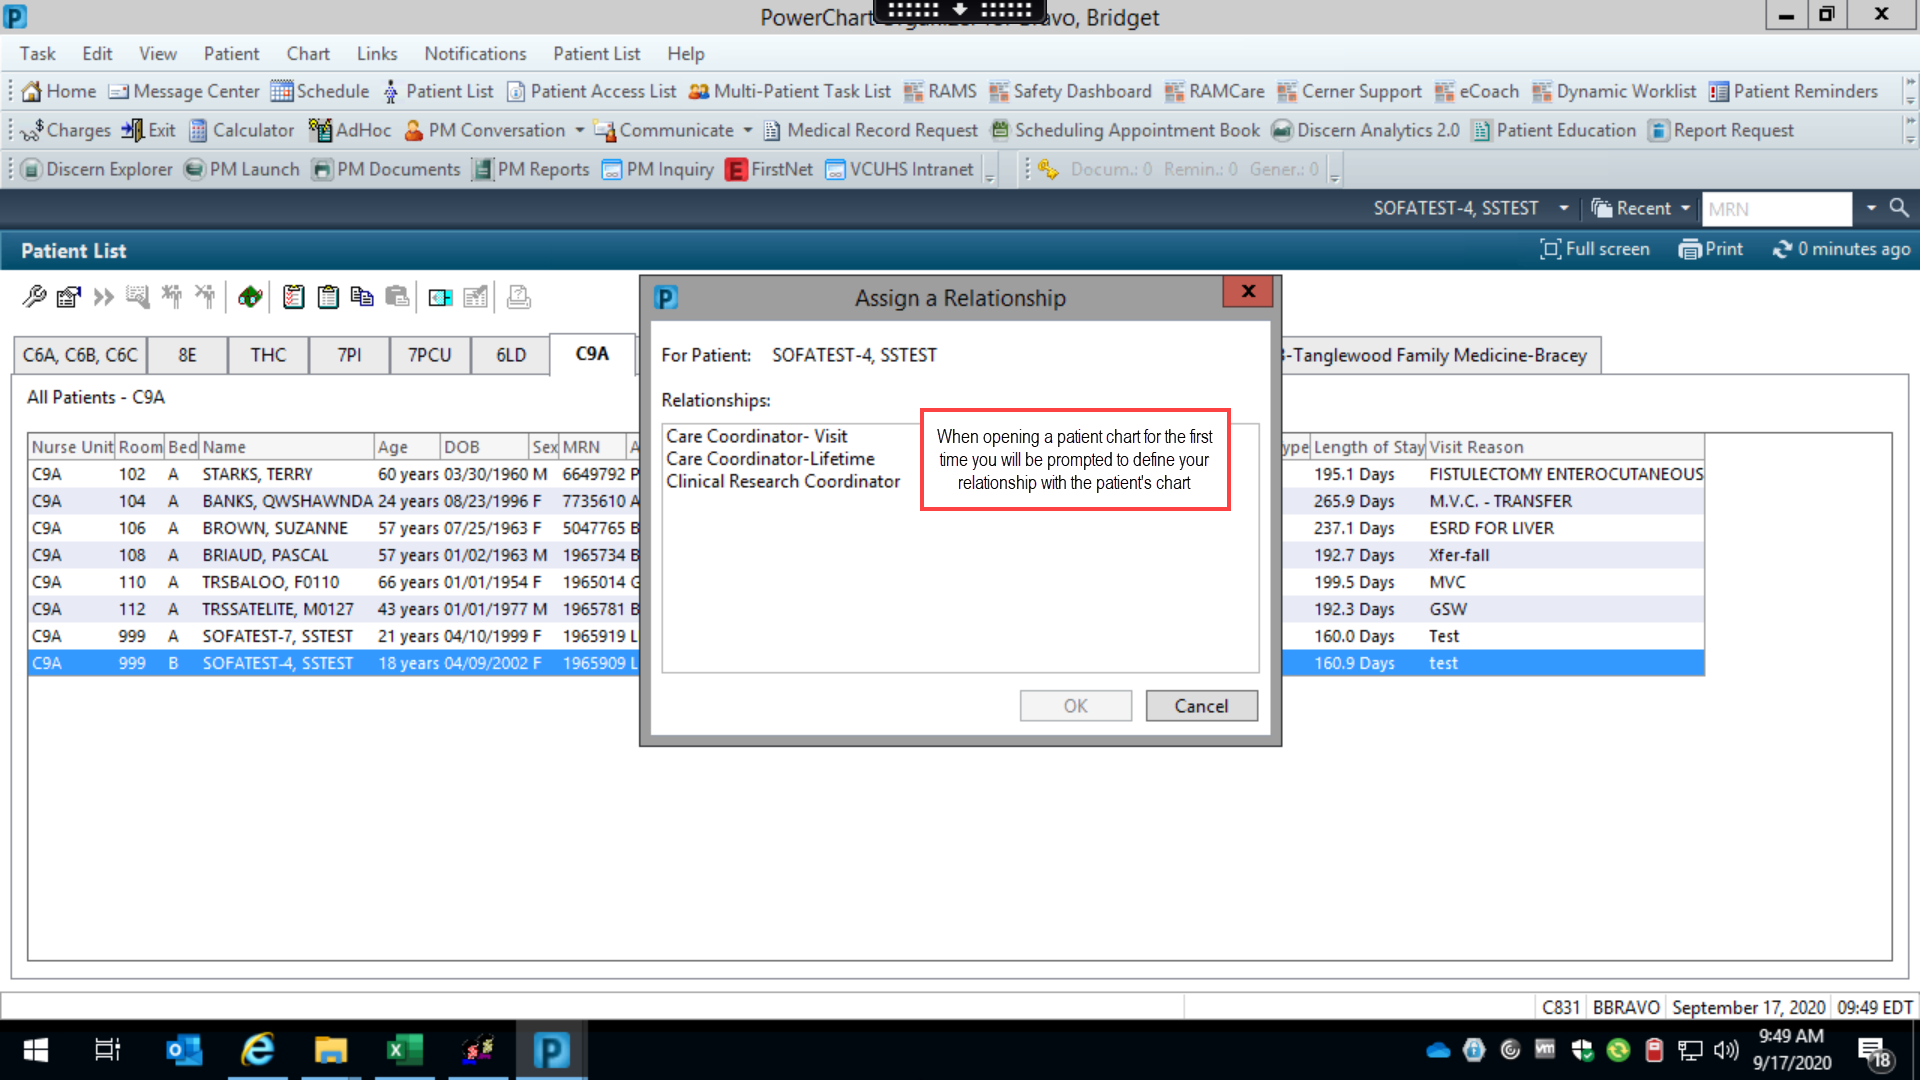 PowerChart Organizer for Bravo, Bridget
Task Edit View Patient Chart Links Notifications Patient List Help
Home Message Center Schedule Patient List Patient Access List Multi-Patient Task List RAMS Safety Dashboard RAMCare Cerner Support eCoach Dynamic Worklist Patient Reminders
Charges Exit Calculator AdHoc PM Conversation Communicate Medical Record Request Scheduling Appointment Book Discern Analytics 2.0 Patient Education Report Request
Discern Explorer PM Launch PM Documents PM Reports PM Inquiry FirstNet VCUHS Intranet Docum.: 0 Remin.: 0 Gener.: 0
SOFATEST-4, SSTEST Recent MRN
Patient List Full screen Print 0 minutes ago
C6A, C6B, C6C 8E THC 7PI 7PCU 6LD C9A -Tanglewood Family Medicine-Bracey
All Patients - C9A
Nurse Unit Room Bed Name Age DOB Sex MRN A ype Length of Stay Visit Reason
C9A 102 A STARKS, TERRY 60 years 03/30/1960 M 6649792 P 195.1 Days FISTULECTOMY ENTEROCUTANEOUS
C9A 104 A BANKS, QWSHAWNDA 24 years 08/23/1996 F 7735610 A 265.9 Days M.V.C. - TRANSFER
C9A 106 A BROWN, SUZANNE 57 years 07/25/1963 F 5047765 B 237.1 Days ESRD FOR LIVER
C9A 108 A BRIAUD, PASCAL 57 years 01/02/1963 M 1965734 B 192.7 Days Xfer-fall
C9A 110 A TRSBALOO, F0110 66 years 01/01/1954 F 1965014 G 199.5 Days MVC
C9A 112 A TRSSATELITE, M0127 43 years 01/01/1977 M 1965781 B 192.3 Days GSW
C9A 999 A SOFATEST-7, SSTEST 21 years 04/10/1999 F 1965919 L 160.0 Days Test
C9A 999 B SOFATEST-4, SSTEST 18 years 04/09/2002 F 1965909 L 160.9 Days test
Assign a Relationship
For Patient: SOFATEST-4, SSTEST
Relationships:
Care Coordinator- Visit
Care Coordinator-Lifetime
Clinical Research Coordinator
When opening a patient chart for the first
time you will be prompted to define your
relationship with the patient's chart
OK Cancel
C831 BBRAVO September 17, 2020 09:49 EDT
9:49 AM
9/17/2020
18